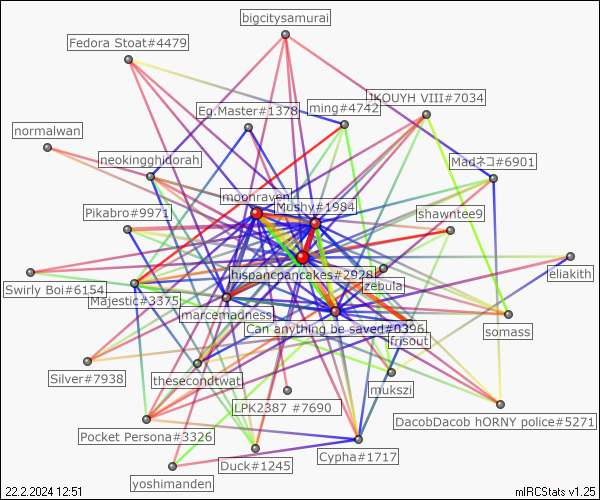 bigcitysamurai
Fedora Stoat#4479
JKOUYH VIII#7034
ming#4742
Eg.Master#1378
normalwan
neokingghidorah
Madネコ#6901
moonraven
Mushy#1984
shawntee9
Pikabro#9971
eliakith
hispancpancakes#2928
zebula
Swirly Boi#6154
Majestic#3375
marcemadness
Can anything be saved#0396
somass
frisout
Silver#7938
thesecondtwat
mukszi
LPK2387 #7690
DacobDacob hORNY police#5271
Pocket Persona#3326
Cypha#1717
Duck#1245
yoshimanden
22.2.2024 12:51
mIRCStats v1.25